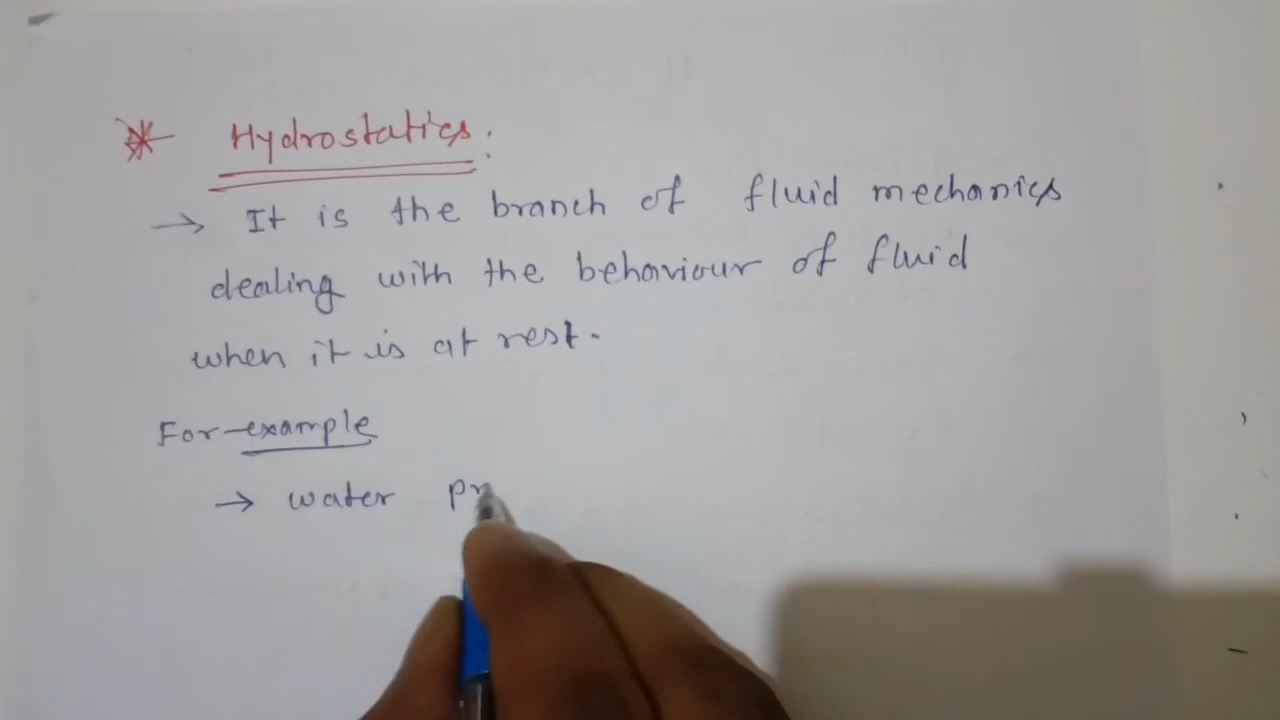 * Hydrostatics:
→ It is the branch of fluid mechanics
dealing with the behaviour of fluid
when it is at rest.
For-example
→ water pr